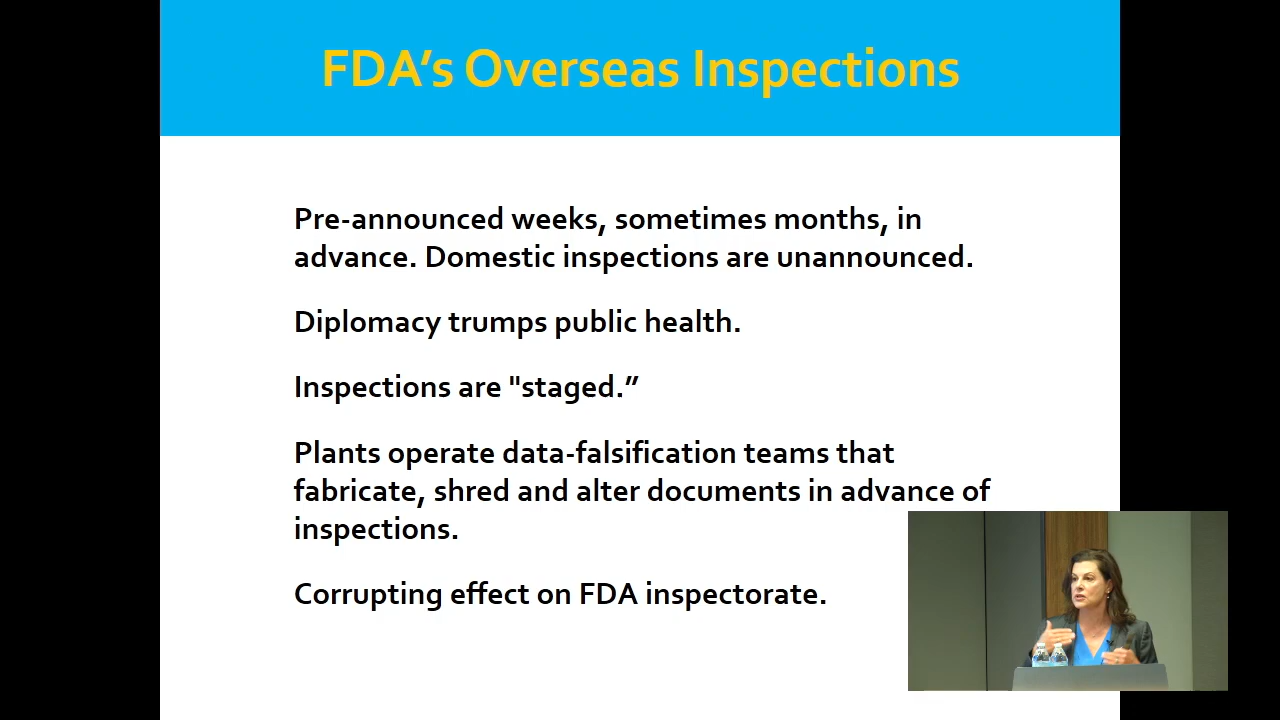 FDA’s Overseas Inspections
Pre-announced weeks, sometimes months, in
advance. Domestic inspections are unannounced.
Diplomacy trumps public health.
Inspections are "staged.”
Plants operate data-falsification teams that
fabricate, shred and alter documents in advance of
inspections.
Corrupting effect on FDA inspectorate.